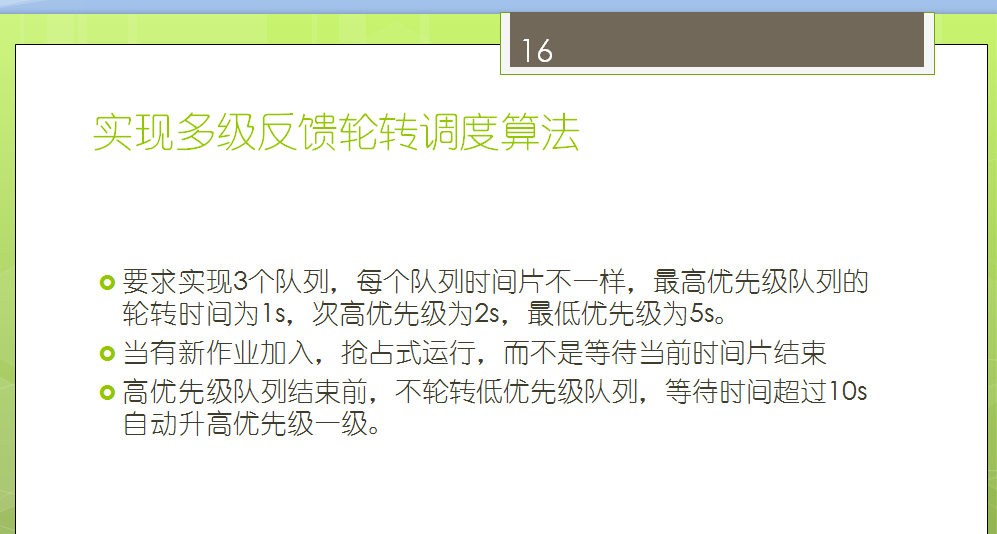 16
实现多级反馈轮转调度算法
要求实现3个队列，每个队列时间片不一样，最高优先级队列的
轮转时间为1s，次高优先级为2s，最低优先级为5s。
当有新作业加入，抢占式运行，而不是等待当前时间片结束
高优先级队列结束前，不轮转低优先级队列，等待时间超过10s
自动升高优先级一级。